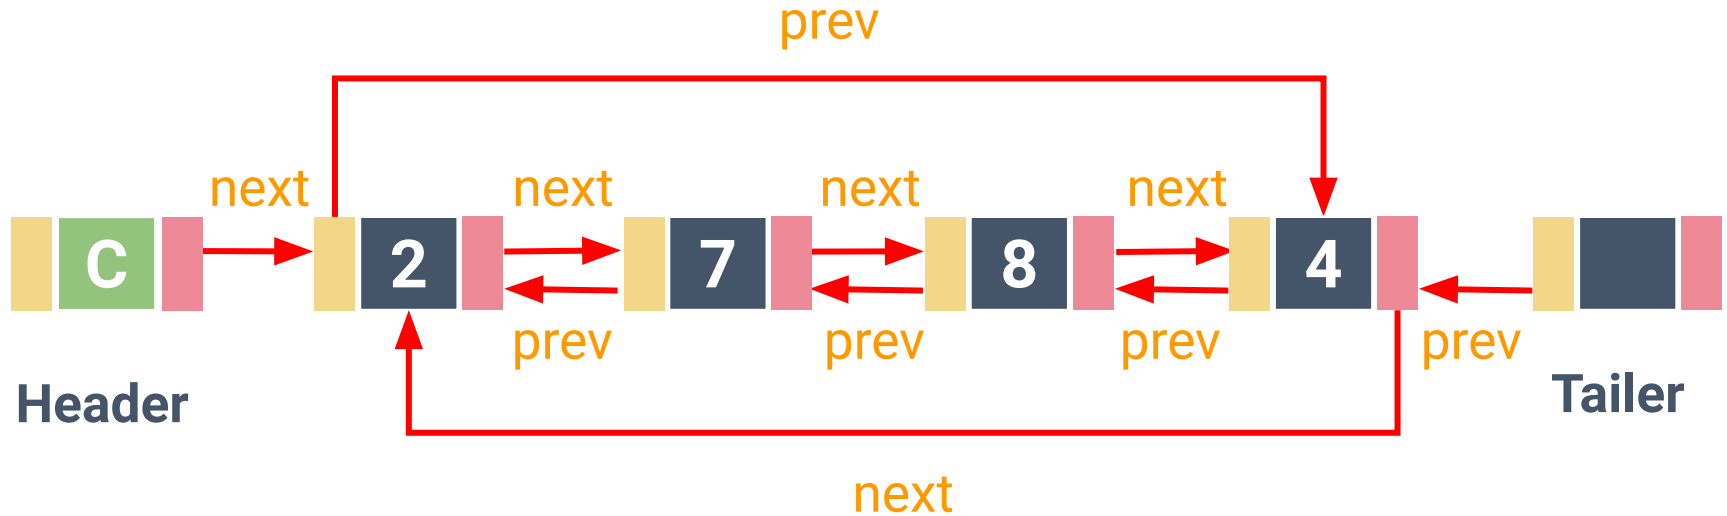 prev
next next next next
C 2 7 8 4
prev prev prev prev
Header Tailer
next